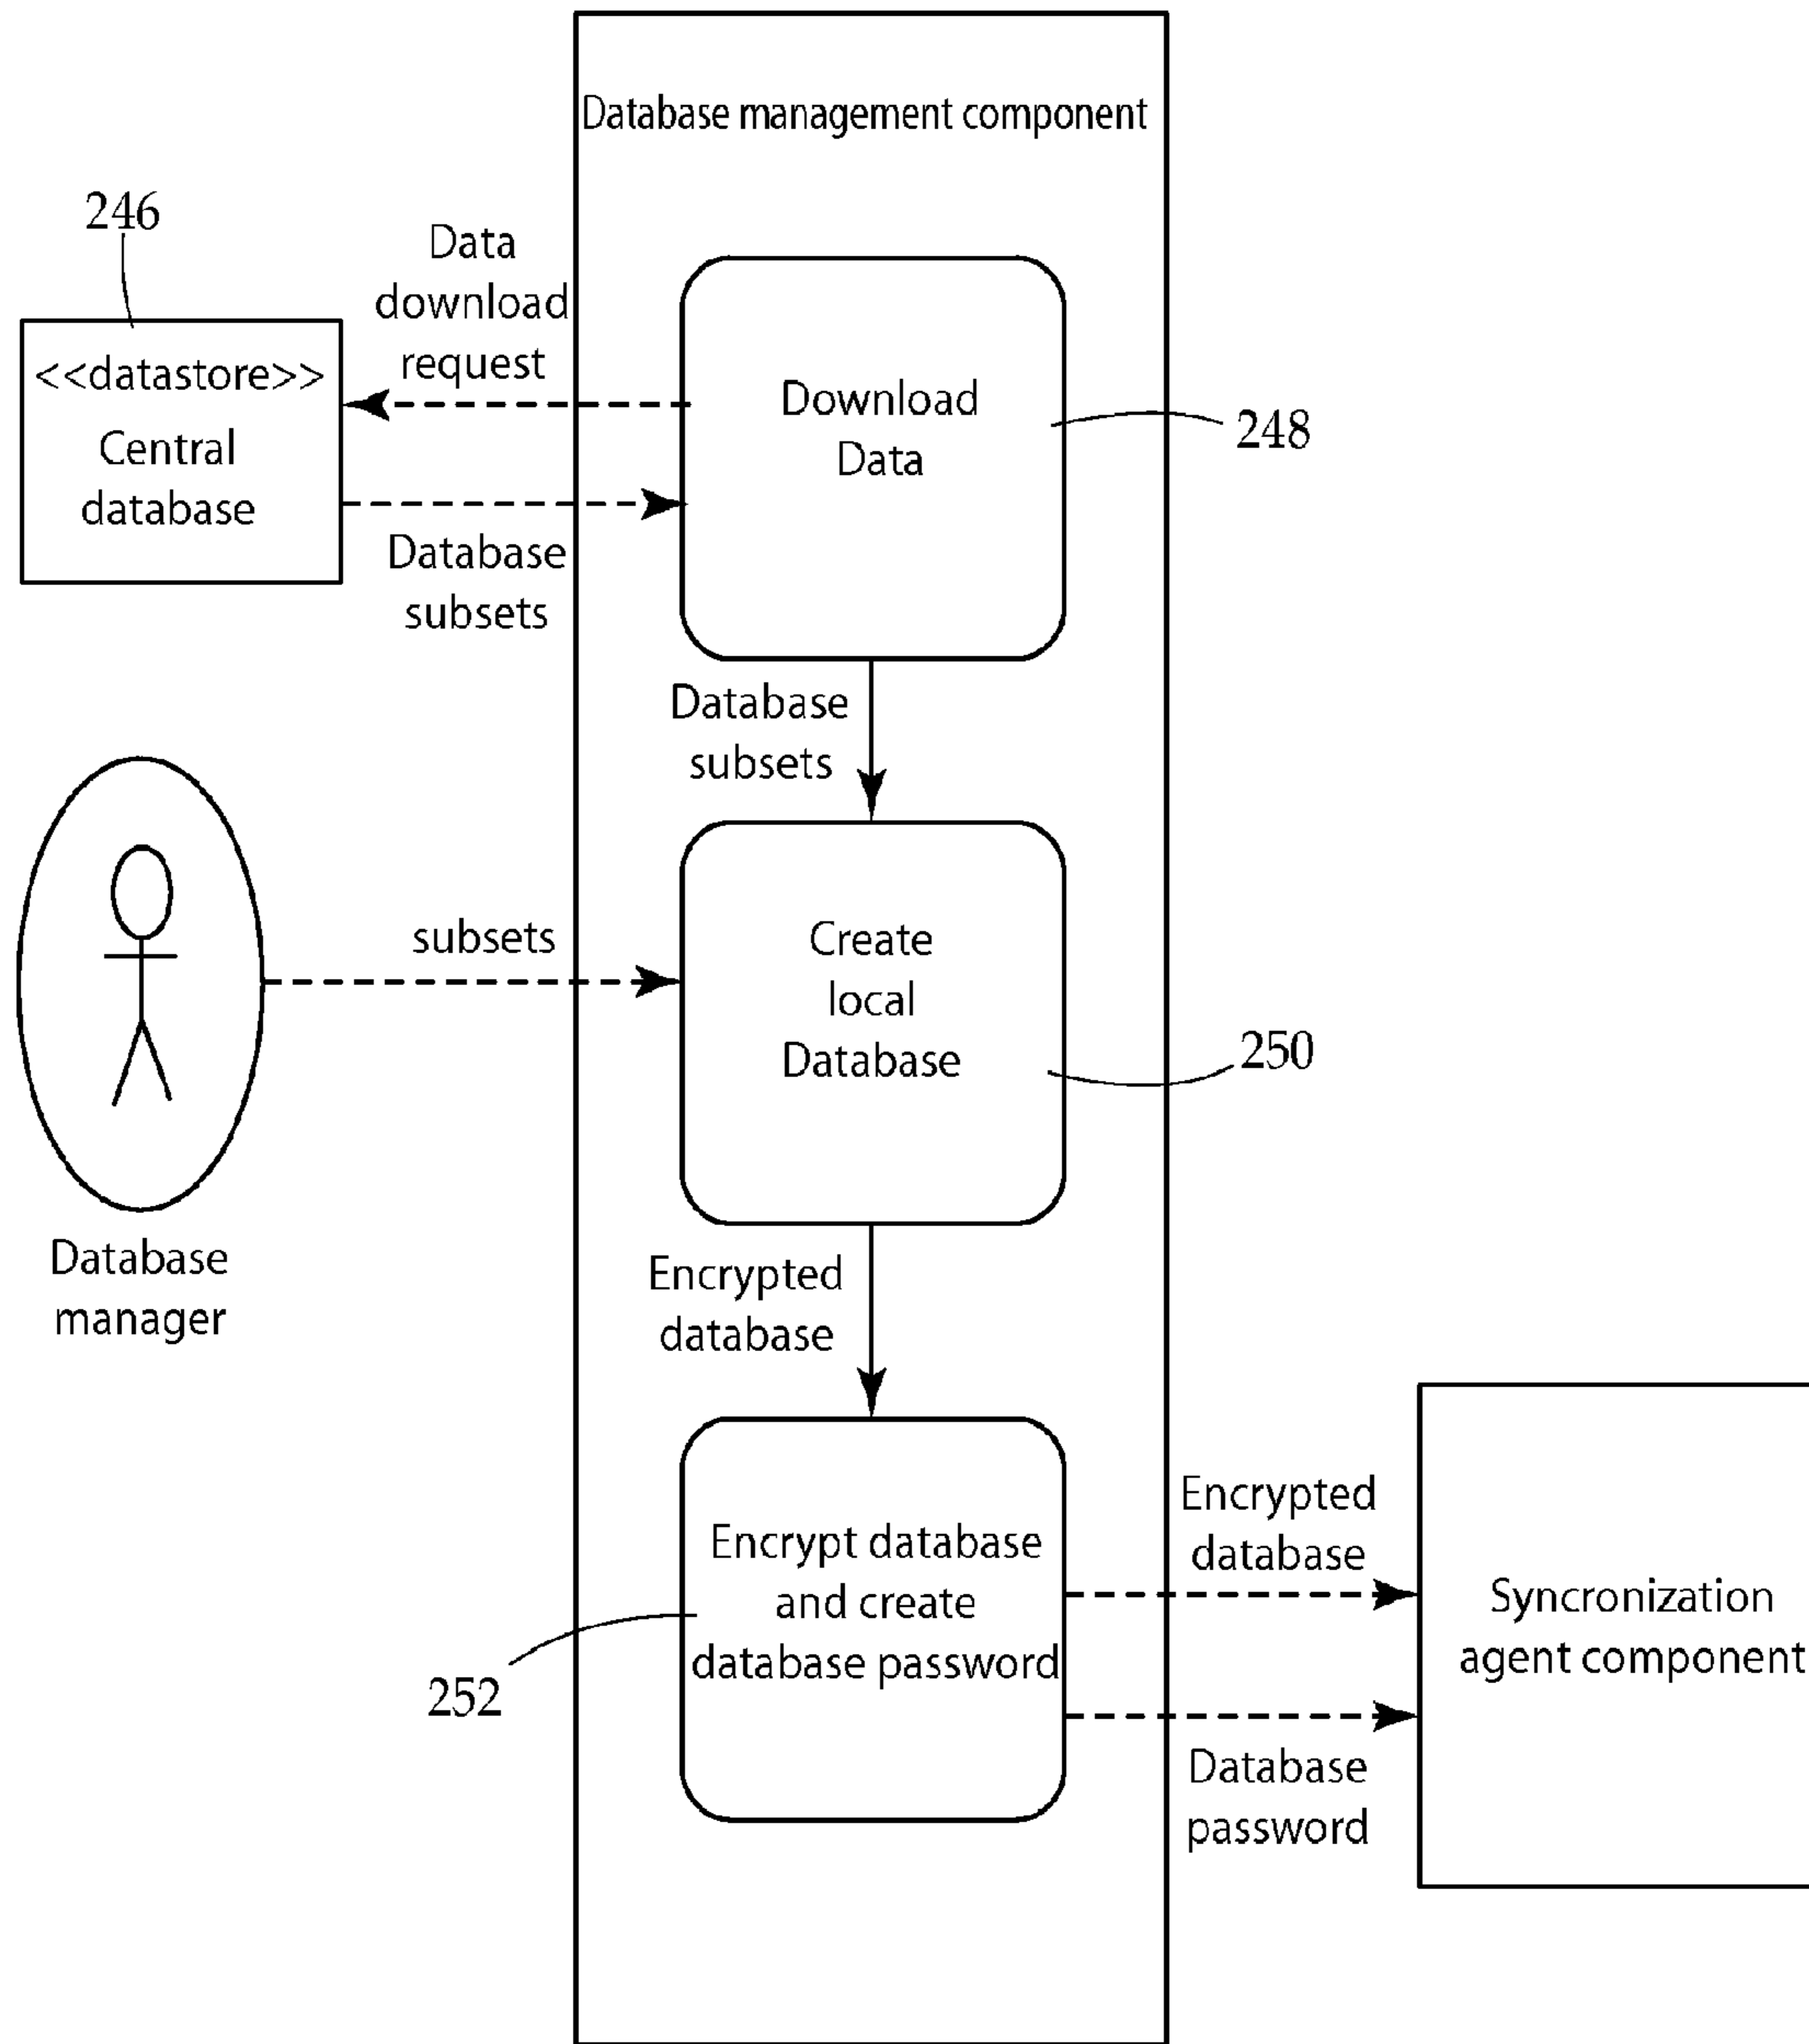 Database management component
246
Data
download
request
<<datastore>>
Central
database
Database
subsets
Download
Data
248
Database
subsets
subsets
Create
local
Database
250
Database
manager
Encrypted
database
Encrypt database
and create
database password
252
Encrypted
database
Database
password
Syncronization
agent component